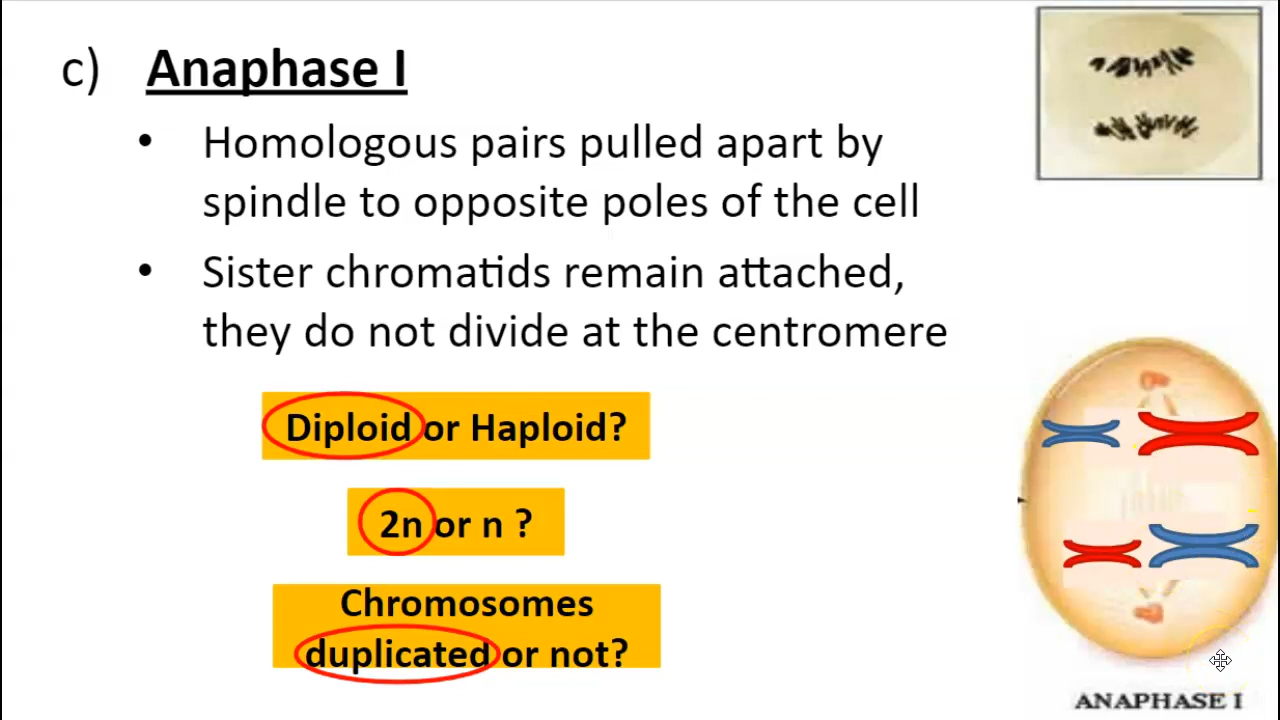 c) Anaphase I
• Homologous pairs pulled apart by
spindle to opposite poles of the cell
• Sister chromatids remain attached,
they do not divide at the centromere
Diploid or Haploid?
2n or n ?
Chromosomes
duplicated or not?
ANAPHASE I